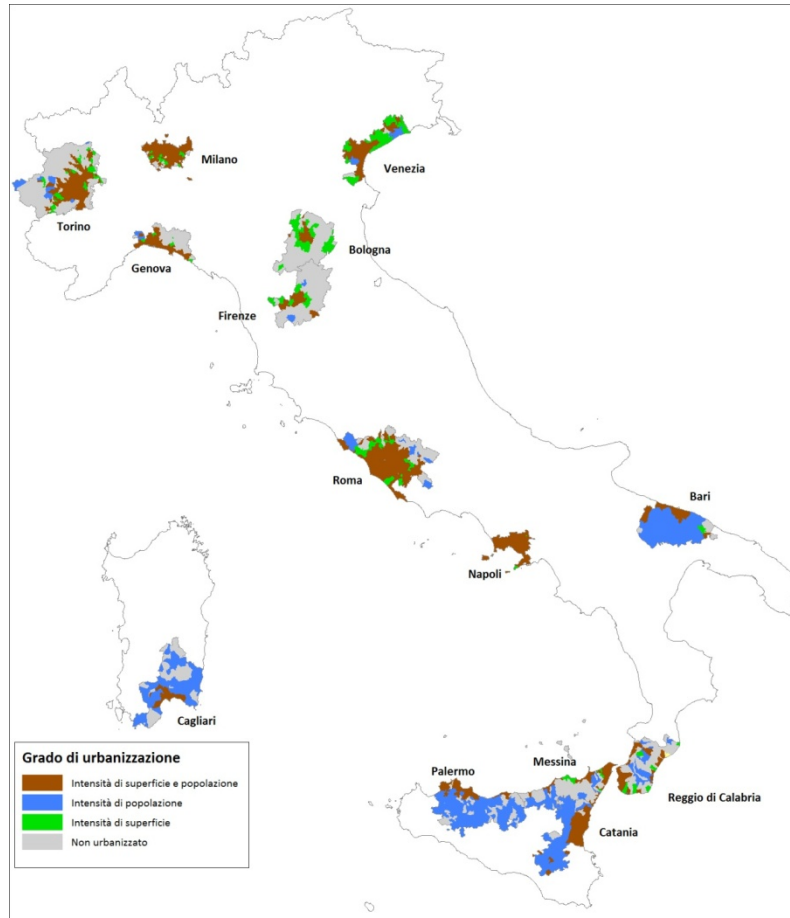 Milano
Venezia
Torino
Genova
Bologna
Firenze
Roma
Bari
Napoli
Cagliari
Grado di urbanizzazione
Intensità di superficie e popolazione
Intensità di popolazione
Intensità di superficie
Non urbanizzato
Messina
Palermo
Reggio di Calabria
Catania